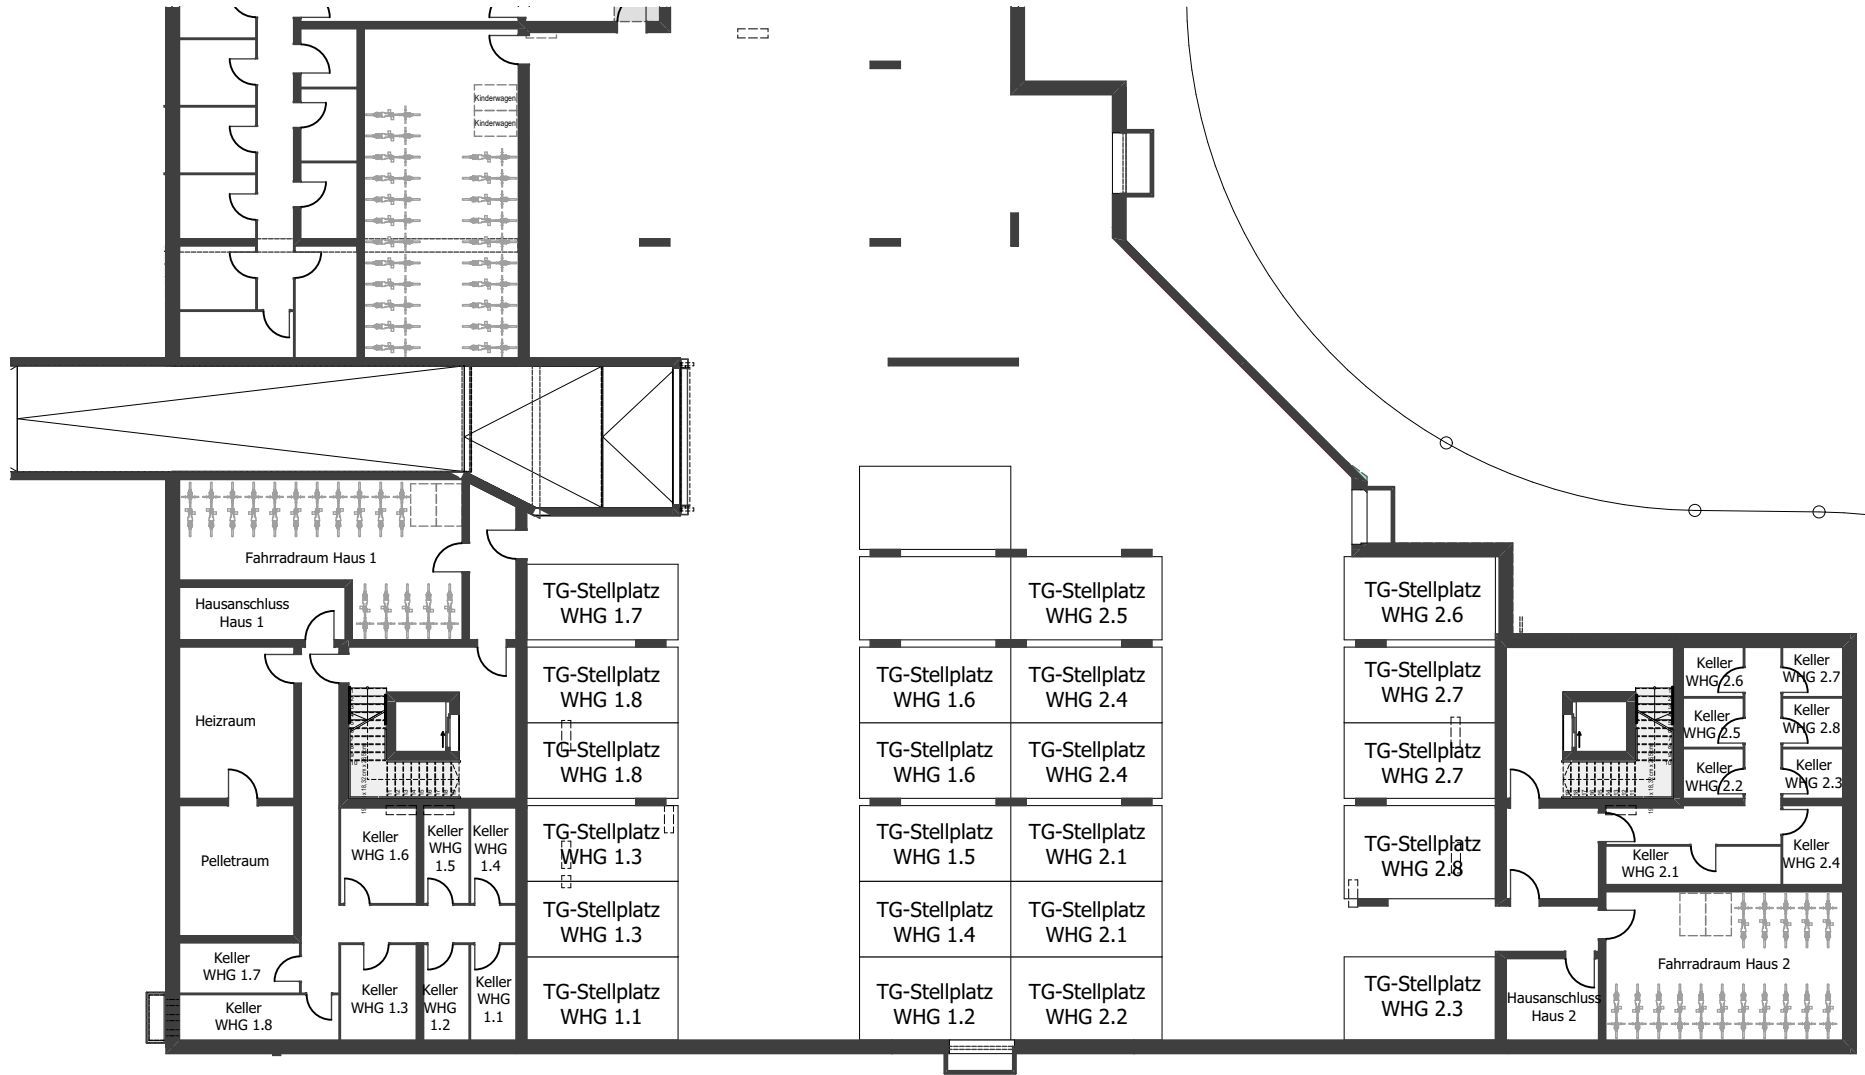 Kinderwagen
Kinderwagen
Fahrradraum Haus 1
Hausanschluss
Haus 1
Heizraum
Pelletraum
Keller
WHG 1.6
Keller
WHG
1.5
Keller
WHG
1.4
Keller
WHG 1.7
Keller
WHG 1.8
Keller
WHG 1.3
Keller
WHG
1.2
Keller
WHG
1.1
TG-Stellplatz
WHG 1.7
TG-Stellplatz
WHG 1.8
TG-Stellplatz
WHG 1.8
TG-Stellplatz
WHG 1.3
TG-Stellplatz
WHG 1.3
TG-Stellplatz
WHG 1.1
TG-Stellplatz
WHG 1.6
TG-Stellplatz
WHG 1.6
TG-Stellplatz
WHG 1.5
TG-Stellplatz
WHG 1.4
TG-Stellplatz
WHG 1.2
TG-Stellplatz
WHG 2.5
TG-Stellplatz
WHG 2.4
TG-Stellplatz
WHG 2.4
TG-Stellplatz
WHG 2.1
TG-Stellplatz
WHG 2.1
TG-Stellplatz
WHG 2.2
TG-Stellplatz
WHG 2.6
TG-Stellplatz
WHG 2.7
TG-Stellplatz
WHG 2.7
TG-Stellplatz
WHG 2.8
TG-Stellplatz
WHG 2.3
Keller
WHG 2.6
Keller
WHG 2.7
Keller
WHG 2.5
Keller
WHG 2.8
Keller
WHG 2.2
Keller
WHG 2.3
Keller
WHG 2.1
Keller
WHG 2.4
Fahrradraum Haus 2
Hausanschluss
Haus 2